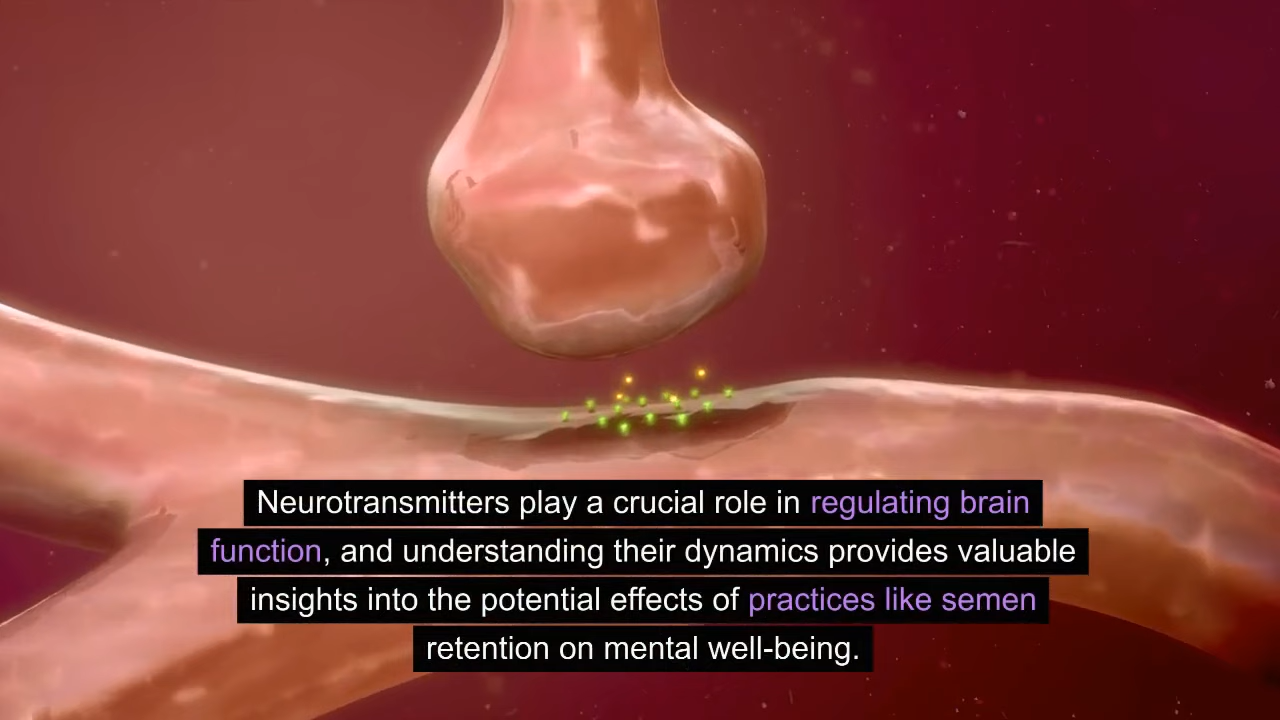 Neurotransmitters play a crucial role in regulating brain
function, and understanding their dynamics provides valuable
insights into the potential effects of practices like semen
retention on mental well-being.